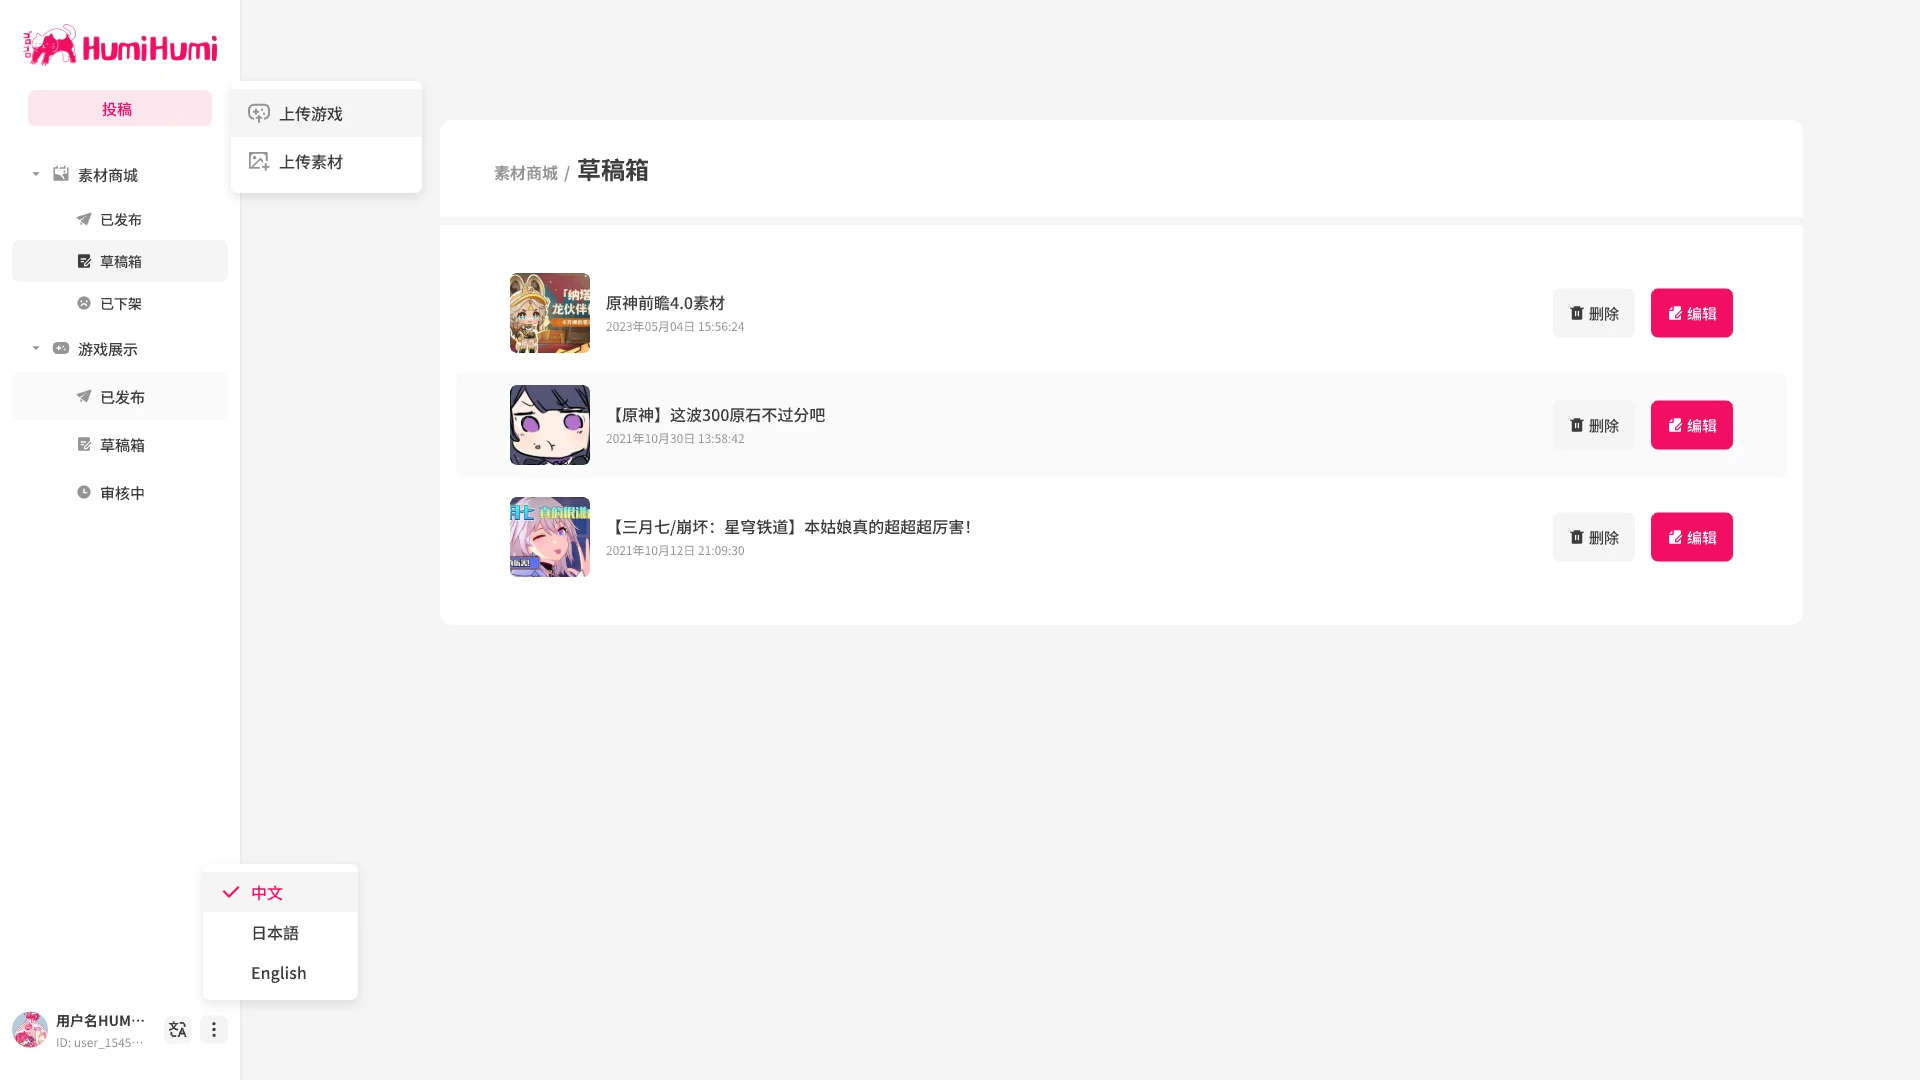 HumiHumi
投稿
上传游戏
上传素材
素材商城
已发布
草稿箱
已下架
游戏展示
已发布
草稿箱
审核中
素材商城 / 草稿箱
原神前瞻4.0素材
2023年05月04日 15:56:24
删除
编辑
【原神】这波300原石不过分吧
2021年10月30日 13:58:42
删除
编辑
【三月七/崩坏：星穹铁道】本姑娘真的超超超厉害！
2021年10月12日 21:09:30
删除
编辑
中文
日本語
English
用户名HUM…
ID: user_1545…